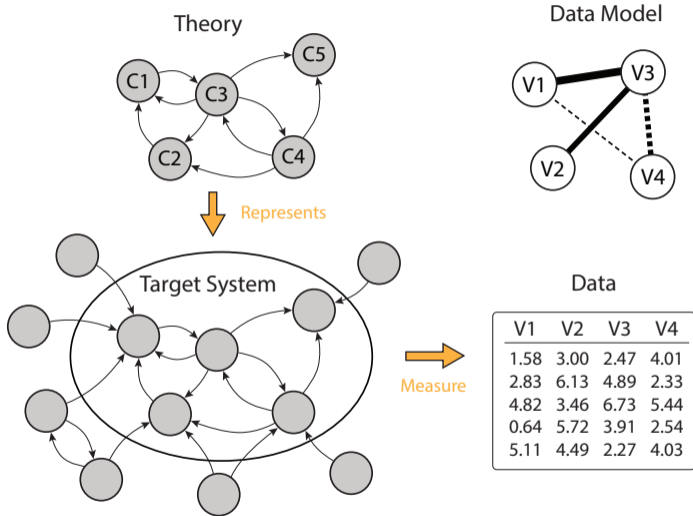 Theory
C1
C3
C5
C2
C4
Represents
Target System
Measure
Data Model
V1
V3
V2
V4
Data
V1 V2 V3 V4
1.58 3.00 2.47 4.01
2.83 6.13 4.89 2.33
4.82 3.46 6.73 5.44
0.64 5.72 3.91 2.54
5.11 4.49 2.27 4.03